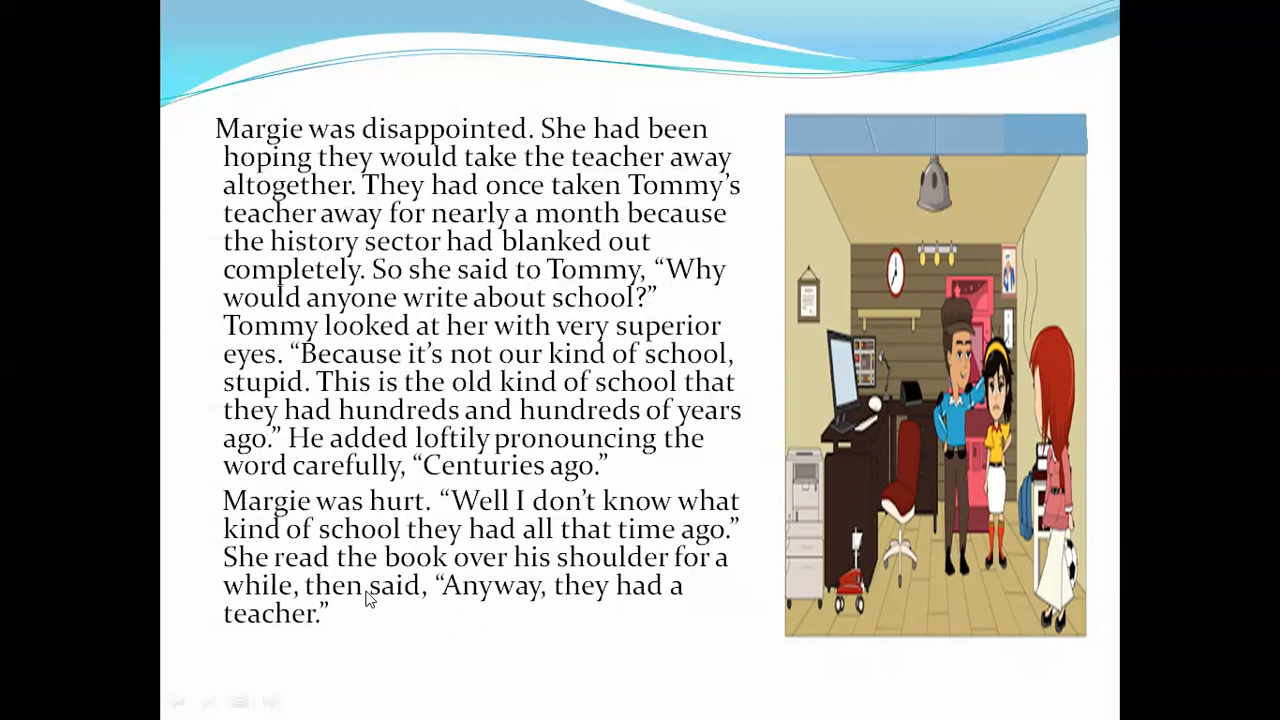 Margie was disappointed. She had been
hoping they would take the teacher away
altogether. They had once taken Tommy’s
teacher away for nearly a month because
the history sector had blanked out
completely. So she said to Tommy, “Why
would anyone write about school?”
Tommy looked at her with very superior
eyes. “Because it’s not our kind of school,
stupid. This is the old kind of school that
they had hundreds and hundreds of years
ago.” He added loftily pronouncing the
word carefully, “Centuries ago.”
Margie was hurt. “Well I don’t know what
kind of school they had all that time ago.”
She read the book over his shoulder for a
while, then said, “Anyway, they had a
teacher.”